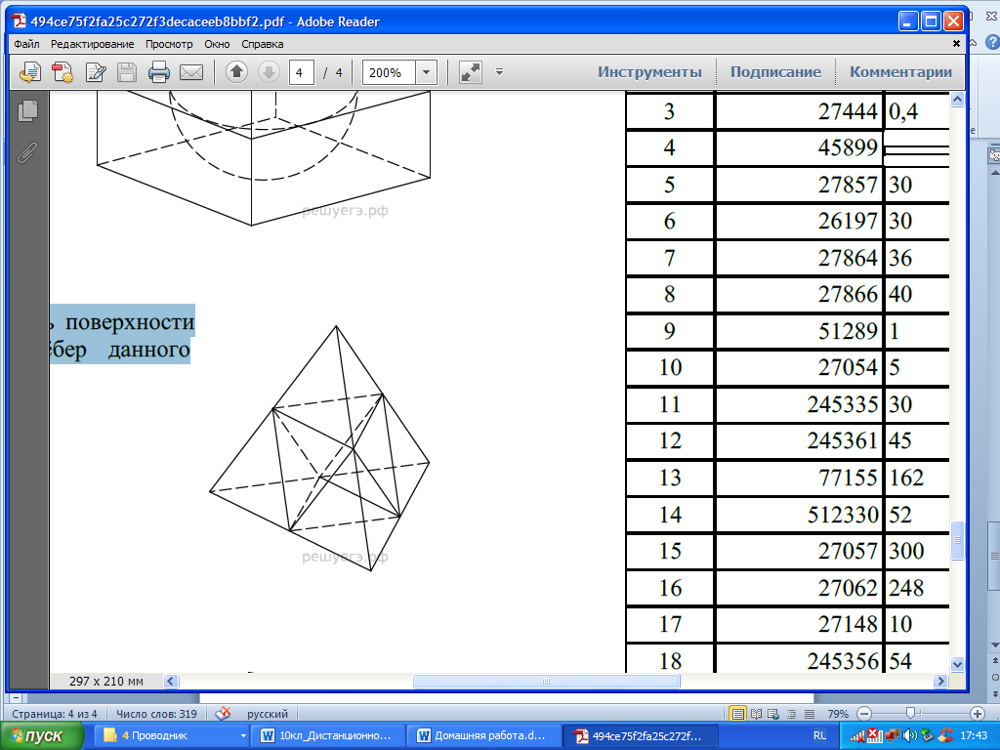 494ce75f2fa25c272f3decaceeb8bbf2.pdf - Adobe Reader
Файл Редактирование Просмотр Окно Справка
4 / 4 200% Инструменты Подписание Комментарии
3 27444 0,4
4 45899
5 27857 30
решуегэ.рф
6 26197 30
7 27864 36
8 27866 40
ь поверхности
9 51289 1
ёбер данного
10 27054 5
11 245335 30
12 245361 45
13 77155 162
14 512330 52
15 27057 300
решуегэ.рф
16 27062 248
17 27148 10
18 245356 54
297 x 210 мм
Страница: 4 из 4 Число слов: 319 русский 79%
пуск 4 Проводник 10кл_Дистанционно... Домашняя работа.d... 494ce75f2fa25c272f... RU 17:43